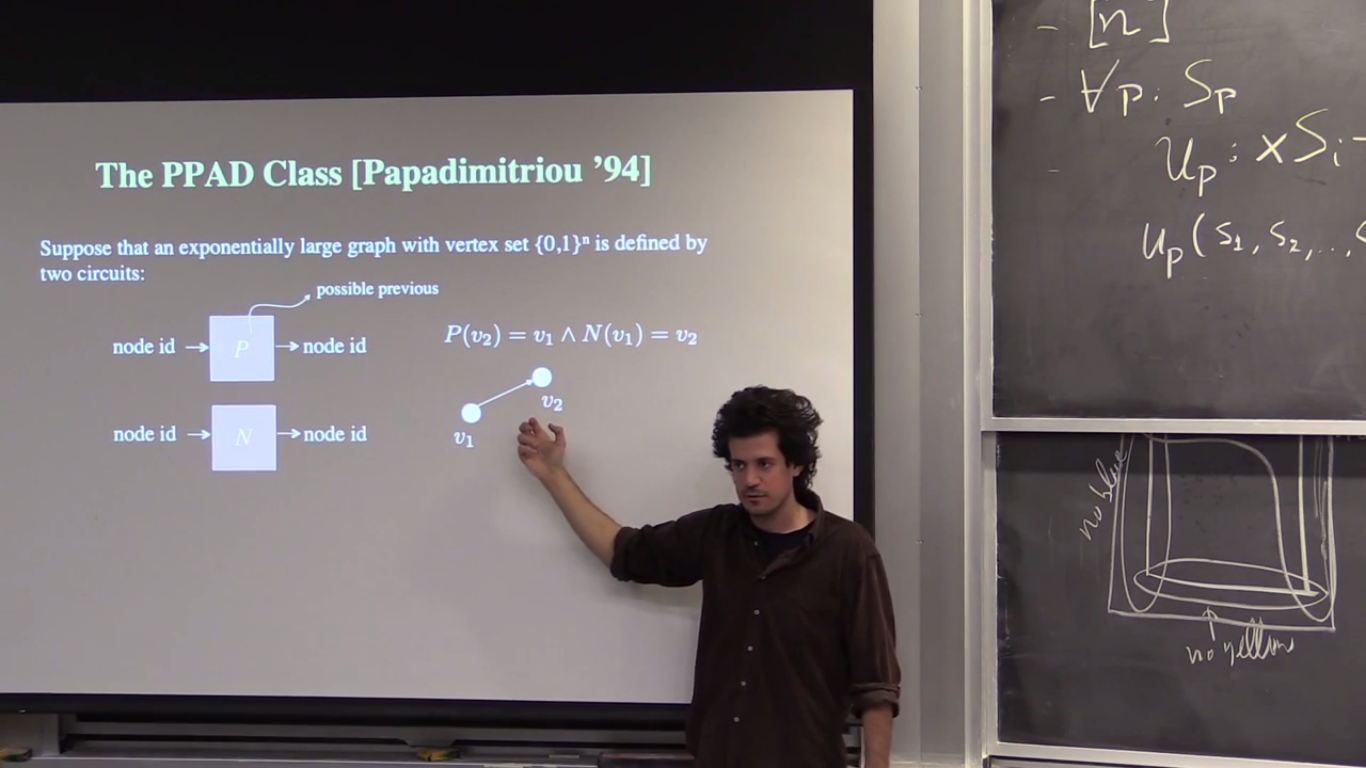 The PPAD Class [Papadimitriou ’94]
Suppose that an exponentially large graph with vertex set {0,1}ⁿ is defined by
two circuits:
possible previous
node id → P → node id
P(v₂) = v₁ ∧ N(v₁) = v₂
v₂
v₁
node id → N → node id
- [n]
- ∀p: Sₚ
uₚ: ×Sᵢ
uₚ(s₁, s₂, ..,
no blue
no yellow